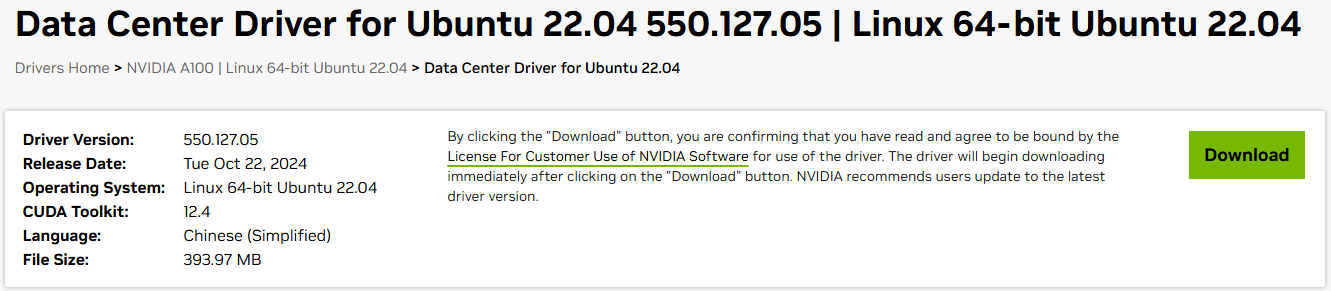 Data Center Driver for Ubuntu 22.04 550.127.05 | Linux 64-bit Ubuntu 22.04
Drivers Home > NVIDIA A100 | Linux 64-bit Ubuntu 22.04 > Data Center Driver for Ubuntu 22.04
Driver Version: 550.127.05
Release Date: Tue Oct 22, 2024
Operating System: Linux 64-bit Ubuntu 22.04
CUDA Toolkit: 12.4
Language: Chinese (Simplified)
File Size: 393.97 MB
By clicking the "Download" button, you are confirming that you have read and agree to be bound by the
License For Customer Use of NVIDIA Software for use of the driver. The driver will begin downloading
immediately after clicking on the "Download" button. NVIDIA recommends users update to the latest
driver version.
Download